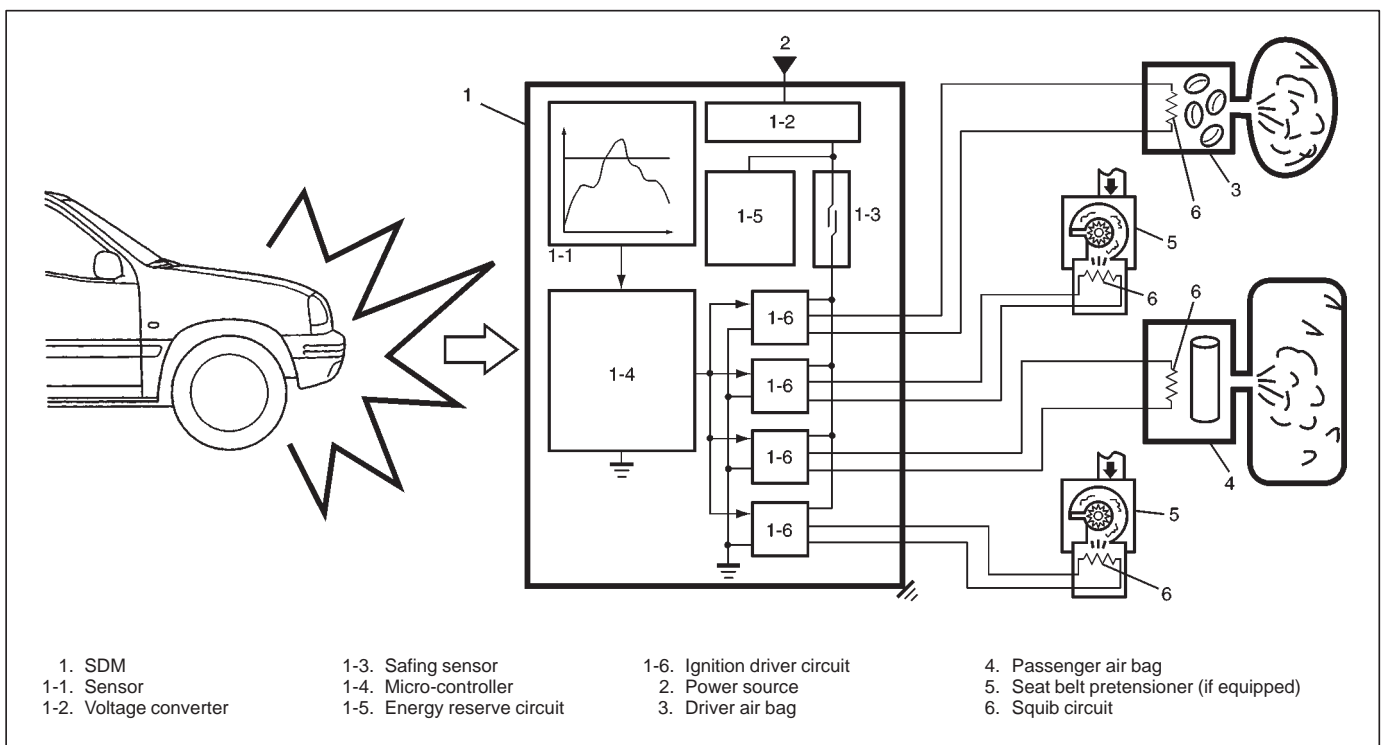 2
1
1-2
1-1
1-5
1-3
1-4
1-6
1-6
1-6
1-6
3
6
5
6
6
4
5
6
1. SDM
1-1. Sensor
1-2. Voltage converter
1-3. Safing sensor
1-4. Micro-controller
1-5. Energy reserve circuit
1-6. Ignition driver circuit
2. Power source
3. Driver air bag
4. Passenger air bag
5. Seat belt pretensioner (if equipped)
6. Squib circuit